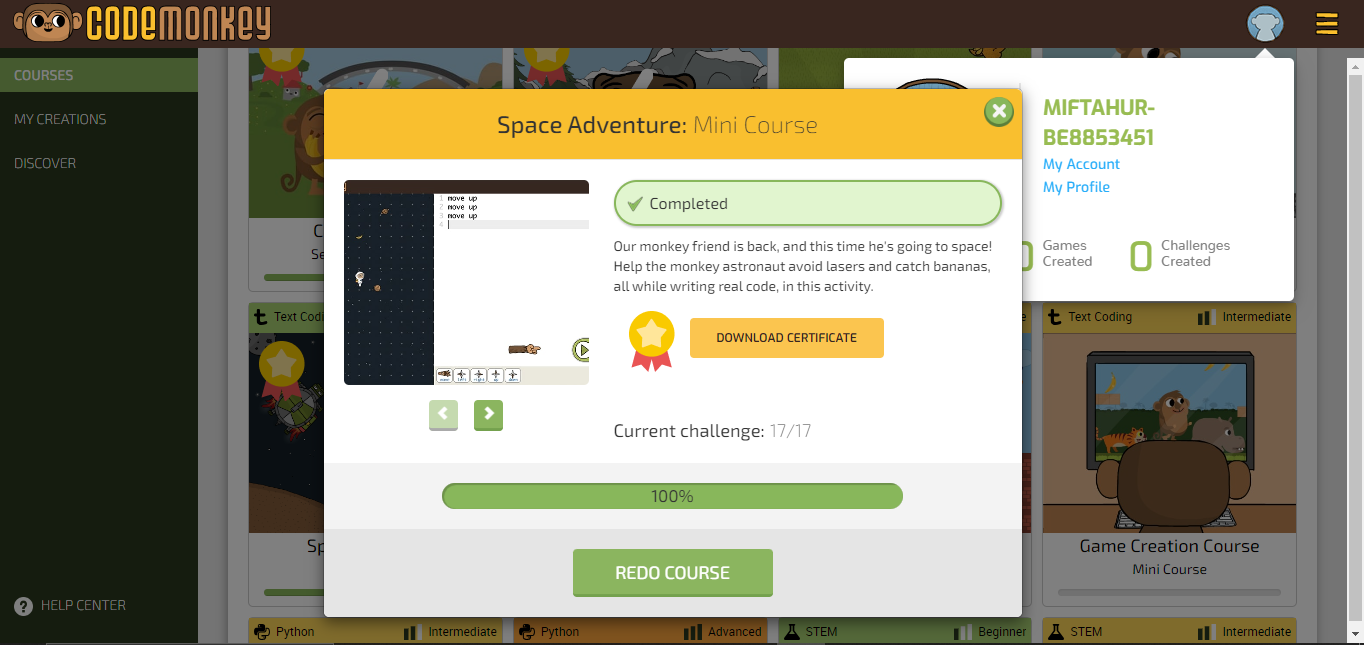 CODEMONKEY
COURSES
MY CREATIONS
DISCOVER
HELP CENTER
MIFTAHUR-
BE8853451
My Account
My Profile
Games
Created
0 Challenges
Created
Space Adventure: Mini Course
1 move up
2 move up
3 move up
4
Completed
Our monkey friend is back, and this time he's going to space!
Help the monkey astronaut avoid lasers and catch bananas,
all while writing real code, in this activity.
DOWNLOAD CERTIFICATE
Current challenge: 17/17
100%
REDO COURSE
Text Codi
Sp
Text Coding Intermediate
Game Creation Course
Mini Course
Python Intermediate
Python Advanced
STEM Beginner
STEM Intermediate